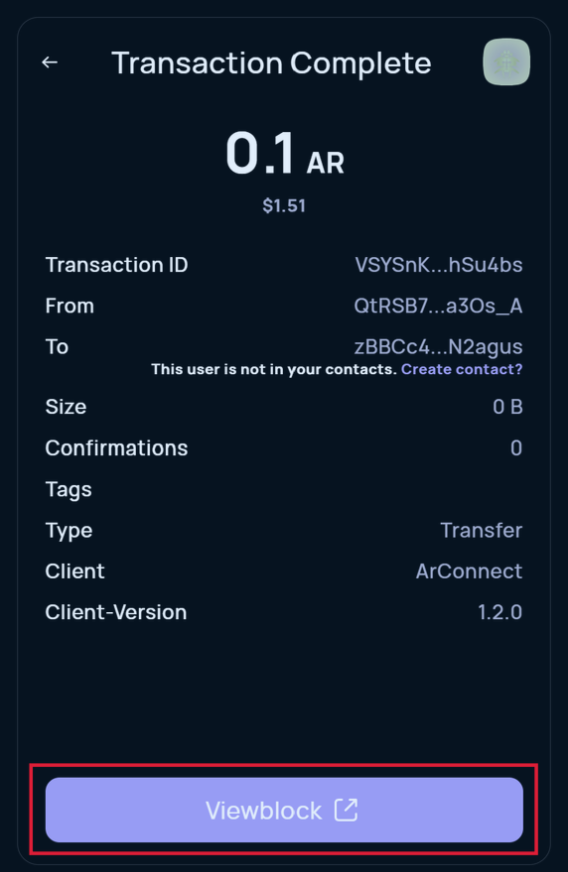 Transaction Complete
0.1 AR
$1.51
Transaction ID VSYSnK...hSu4bs
From QtRSB7...a3Os_A
To zBBCc4...N2agus
This user is not in your contacts. Create contact?
Size 0 B
Confirmations 0
Tags
Type Transfer
Client ArConnect
Client-Version 1.2.0
Viewblock